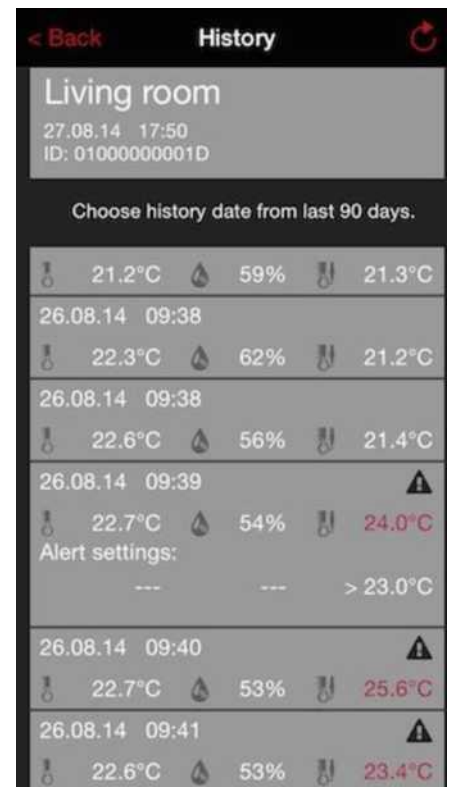 < Back History
Living room
27.08.14 17:50
ID: 01000000001D
Choose history date from last 90 days.
21.2°C 59% 21.3°C
26.08.14 09:38
22.3°C 62% 21.2°C
26.08.14 09:38
22.6°C 56% 21.4°C
26.08.14 09:39
22.7°C 54% 24.0°C
Alert settings:
--- --- > 23.0°C
26.08.14 09:40
22.7°C 53% 25.6°C
26.08.14 09:41
22.6°C 53% 23.4°C